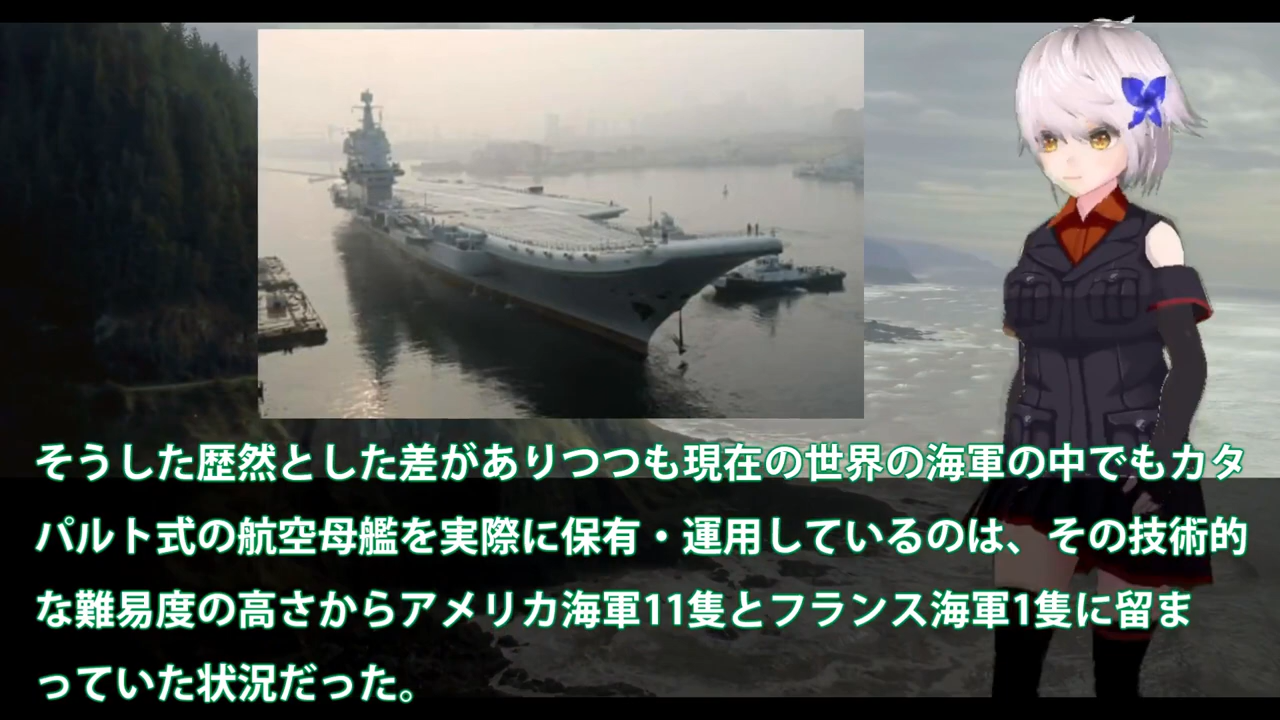 そうした歴然とした差がありつつも現在の世界の海軍の中でもカタ
パルト式の航空母艦を実際に保有・運用しているのは、その技術的
な難易度の高さからアメリカ海軍11隻とフランス海軍1隻に留ま
っていた状況だった。